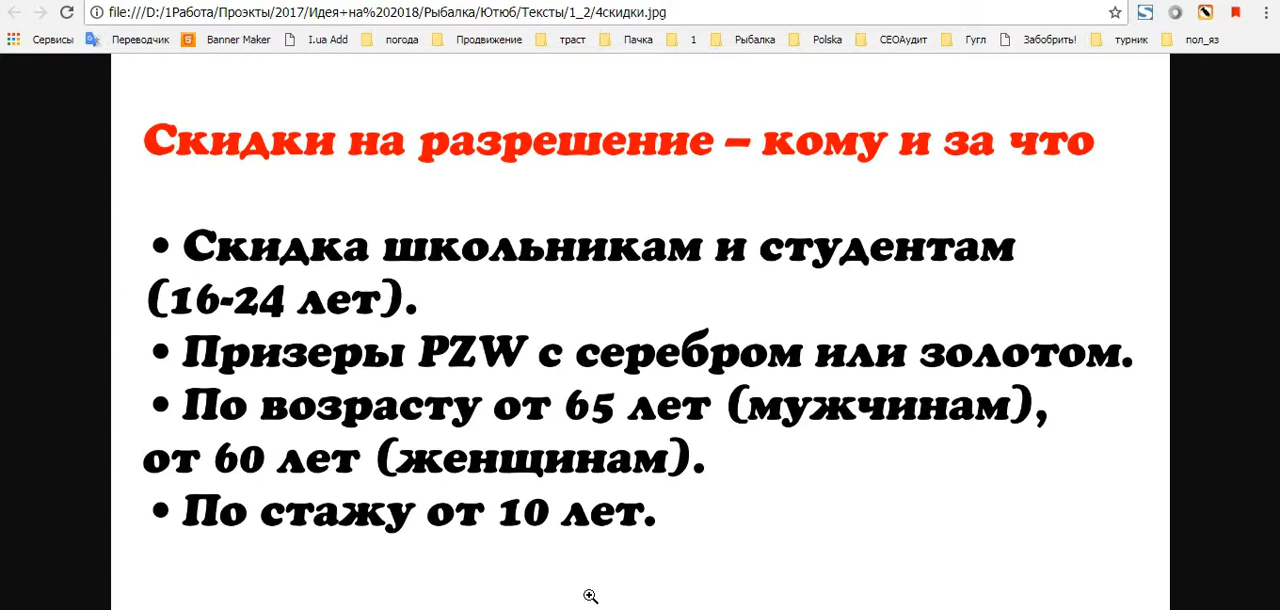 file:///D:/1Работа/Проэкты/2017/Идея+на%202018/Рыбалка/Ютюб/Тексты/1_2/4скидки.jpg
Сервисы Переводчик Banner Maker I.ua Add погода Продвижение траст Пачка 1 Рыбалка Polska СЕОАудит Гугл Забобрить! турник пол_яз
Скидки на разрешение – кому и за что
• Скидка школьникам и студентам
(16-24 лет).
• Призеры PZW с серебром или золотом.
• По возрасту от 65 лет (мужчинам),
от 60 лет (женщинам).
• По стажу от 10 лет.